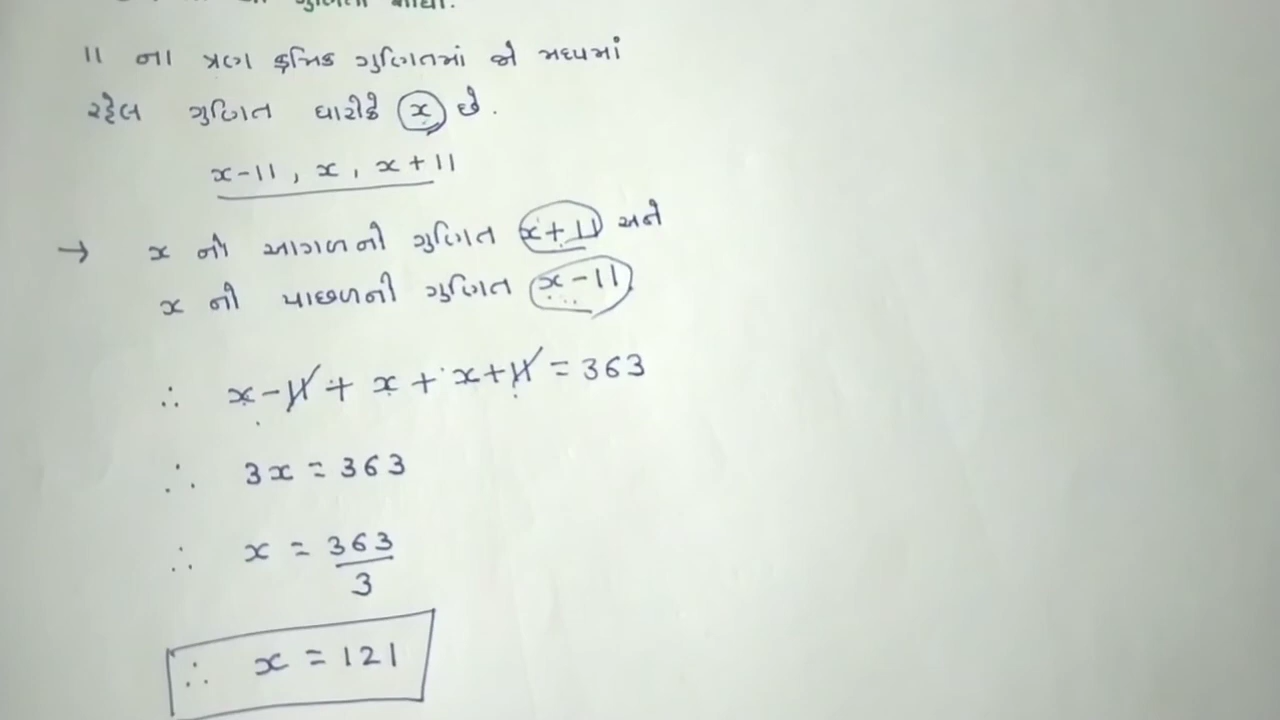 ગુણિત શોધો.
11 ના ત્રણ ક્રમિક ગુણિતમાં જે મધ્યમાં
રહેલ ગુણિત ધારોકે x છે.
x-11, x, x+11
→ x નો આગળનો ગુણિત x+11 અને
x નો પાછળનો ગુણિત x-11
∴ x-11 + x + x+11 = 363
∴ 3x = 363
∴ x = 363/3
∴ x = 121